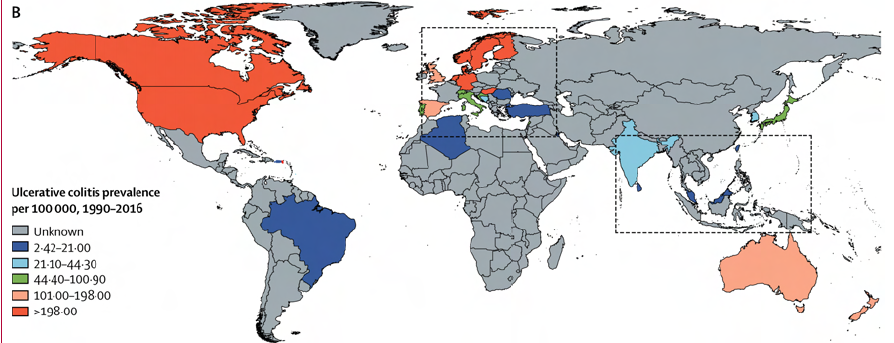 B
Ulcerative colitis prevalence
per 100 000, 1990–2016
Unknown
2·42–21·00
21·10–44·30
44·40–100·90
101·00–198·00
>198·00